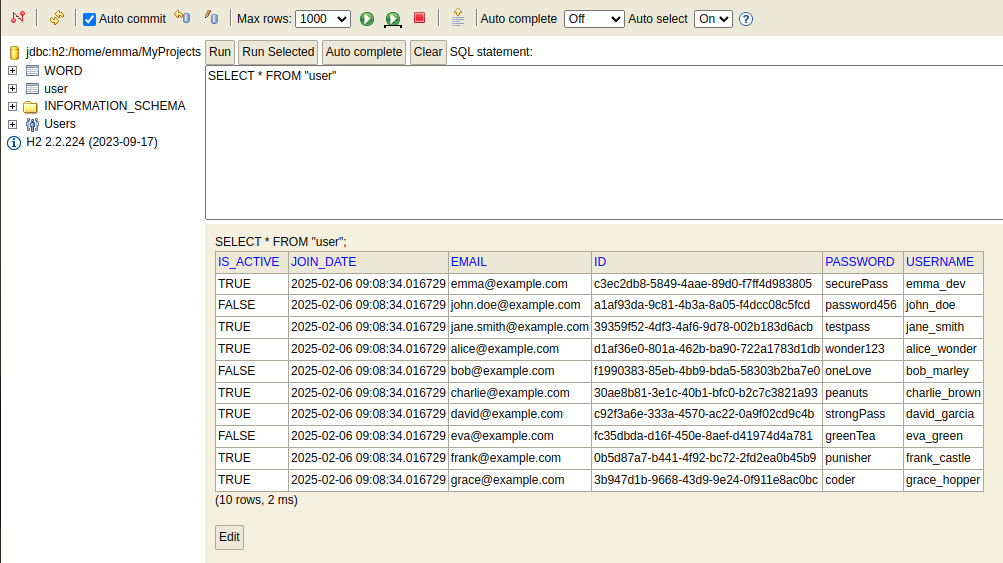 Auto commit Max rows: 1000 Auto complete Off Auto select On ?
jdbc:h2:/home/emma/MyProjects Run Run Selected Auto complete Clear SQL statement:
WORD
user
INFORMATION_SCHEMA
Users
H2 2.2.224 (2023-09-17)
SELECT * FROM "user"
SELECT * FROM "user";
IS_ACTIVE JOIN_DATE EMAIL ID PASSWORD USERNAME
TRUE 2025-02-06 09:08:34.016729 emma@example.com c3ec2db8-5849-4aae-89d0-f7ff4d983805 securePass emma_dev
FALSE 2025-02-06 09:08:34.016729 john.doe@example.com a1af93da-9c81-4b3a-8a05-f4dcc08c5fcd password456 john_doe
TRUE 2025-02-06 09:08:34.016729 jane.smith@example.com 39359f52-4df3-4af6-9d78-002b183d6acb testpass jane_smith
TRUE 2025-02-06 09:08:34.016729 alice@example.com d1af36e0-801a-462b-ba90-722a1783d1db wonder123 alice_wonder
FALSE 2025-02-06 09:08:34.016729 bob@example.com f1990383-85eb-4bb9-bda5-58303b2ba7e0 oneLove bob_marley
TRUE 2025-02-06 09:08:34.016729 charlie@example.com 30ae8b81-3e1c-40b1-bfc0-b2c7c3821a93 peanuts charlie_brown
TRUE 2025-02-06 09:08:34.016729 david@example.com c92f3a6e-333a-4570-ac22-0a9f02cd9c4b strongPass david_garcia
FALSE 2025-02-06 09:08:34.016729 eva@example.com fc35dbda-d16f-450e-8aef-d41974d4a781 greenTea eva_green
TRUE 2025-02-06 09:08:34.016729 frank@example.com 0b5d87a7-b441-4f92-bc72-2fd2ea0b45b9 punisher frank_castle
TRUE 2025-02-06 09:08:34.016729 grace@example.com 3b947d1b-9668-43d9-9e24-0f911e8ac0bc coder grace_hopper
(10 rows, 2 ms)
Edit